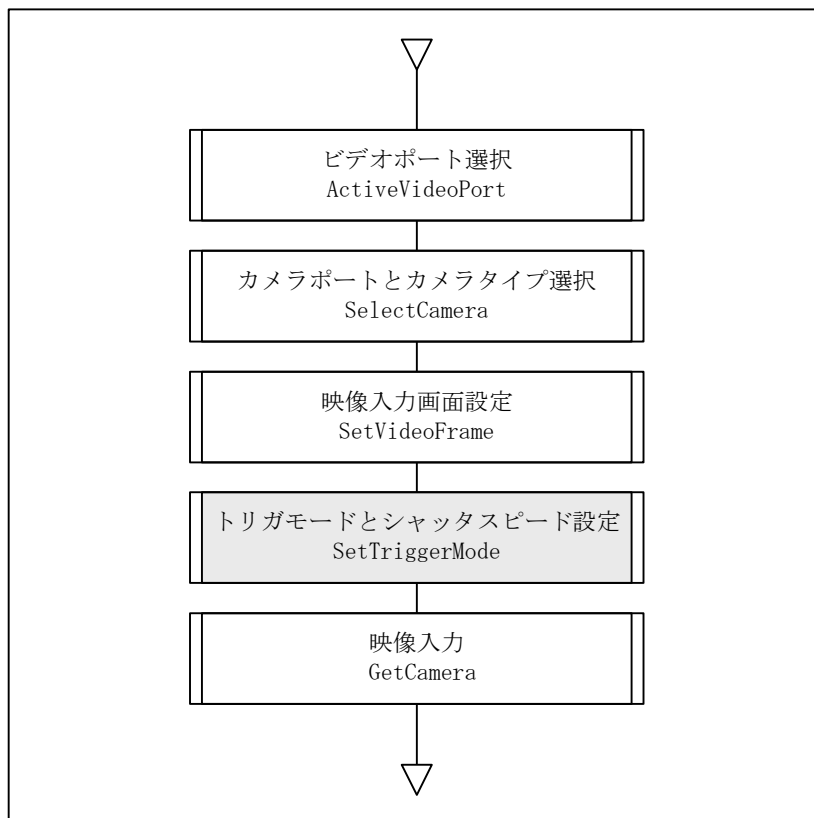 ビデオポート選択
ActiveVideoPort
カメラポートとカメラタイプ選択
SelectCamera
映像入力画面設定
SetVideoFrame
トリガモードとシャッタスピード設定
SetTriggerMode
映像入力
GetCamera